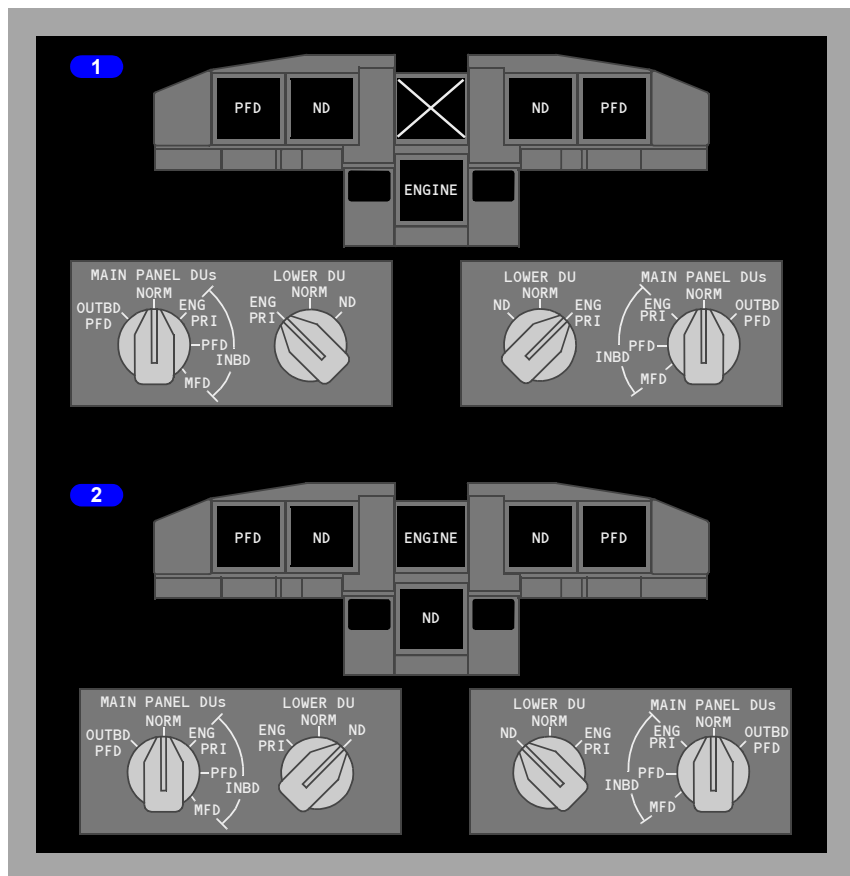 1
PFD ND ND PFD
ENGINE
MAIN PANEL DUs LOWER DU
NORM NORM
OUTBD
PFD
ENG
PRI
ENG
PRI
ND
PFD
INBD
MFD
LOWER DU MAIN PANEL DUs
NORM NORM
ND
ENG
PRI
ENG
PRI
OUTBD
PFD
PFD
INBD
MFD
2
PFD ND ENGINE ND PFD
ND
MAIN PANEL DUs LOWER DU
NORM NORM
OUTBD
PFD
ENG
PRI
ENG
PRI
ND
PFD
INBD
MFD
LOWER DU MAIN PANEL DUs
NORM NORM
ND
ENG
PRI
ENG
PRI
OUTBD
PFD
PFD
INBD
MFD